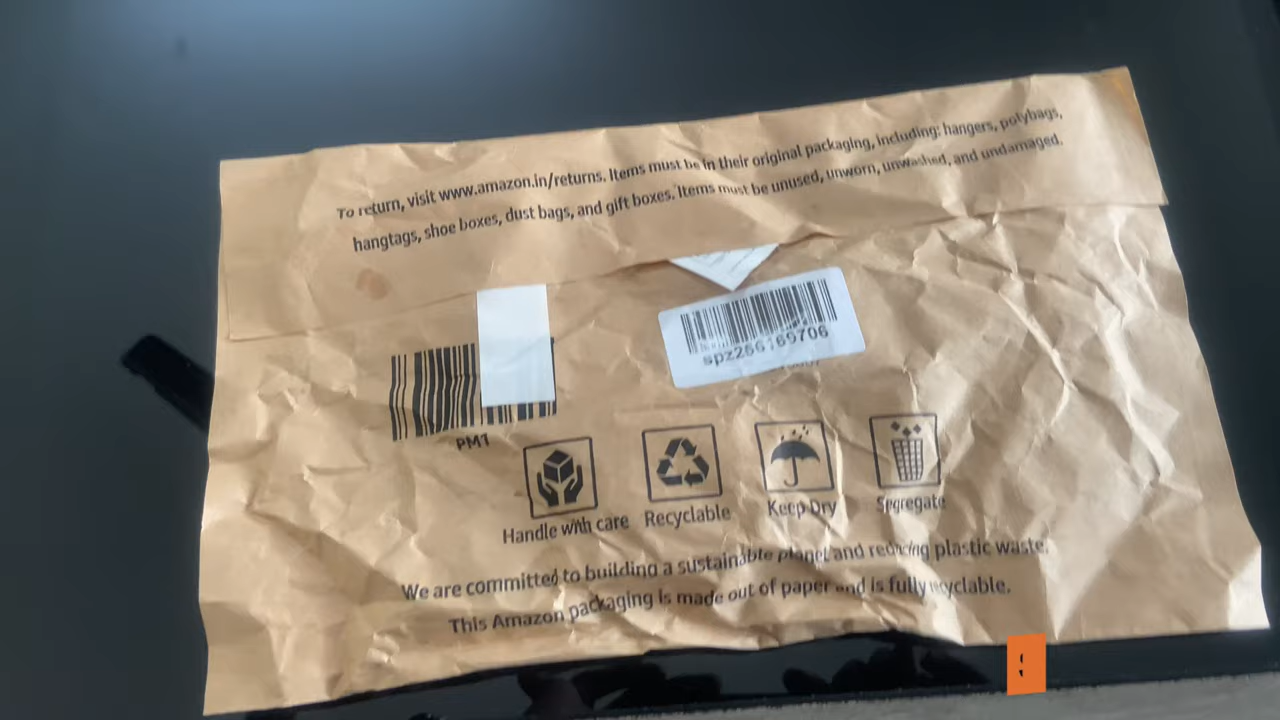 To return, visit www.amazon.in/returns. Items must be in their original packaging, including: hangers, polybags,
hangtags, shoe boxes, dust bags, and gift boxes. Items must be unused, unworn, unwashed, and undamaged.
spz266169706
PM1
Handle with care
Recyclable
Keep Dry
Segregate
We are committed to building a sustainable planet and reducing plastic waste.
This Amazon packaging is made out of paper and is fully recyclable.